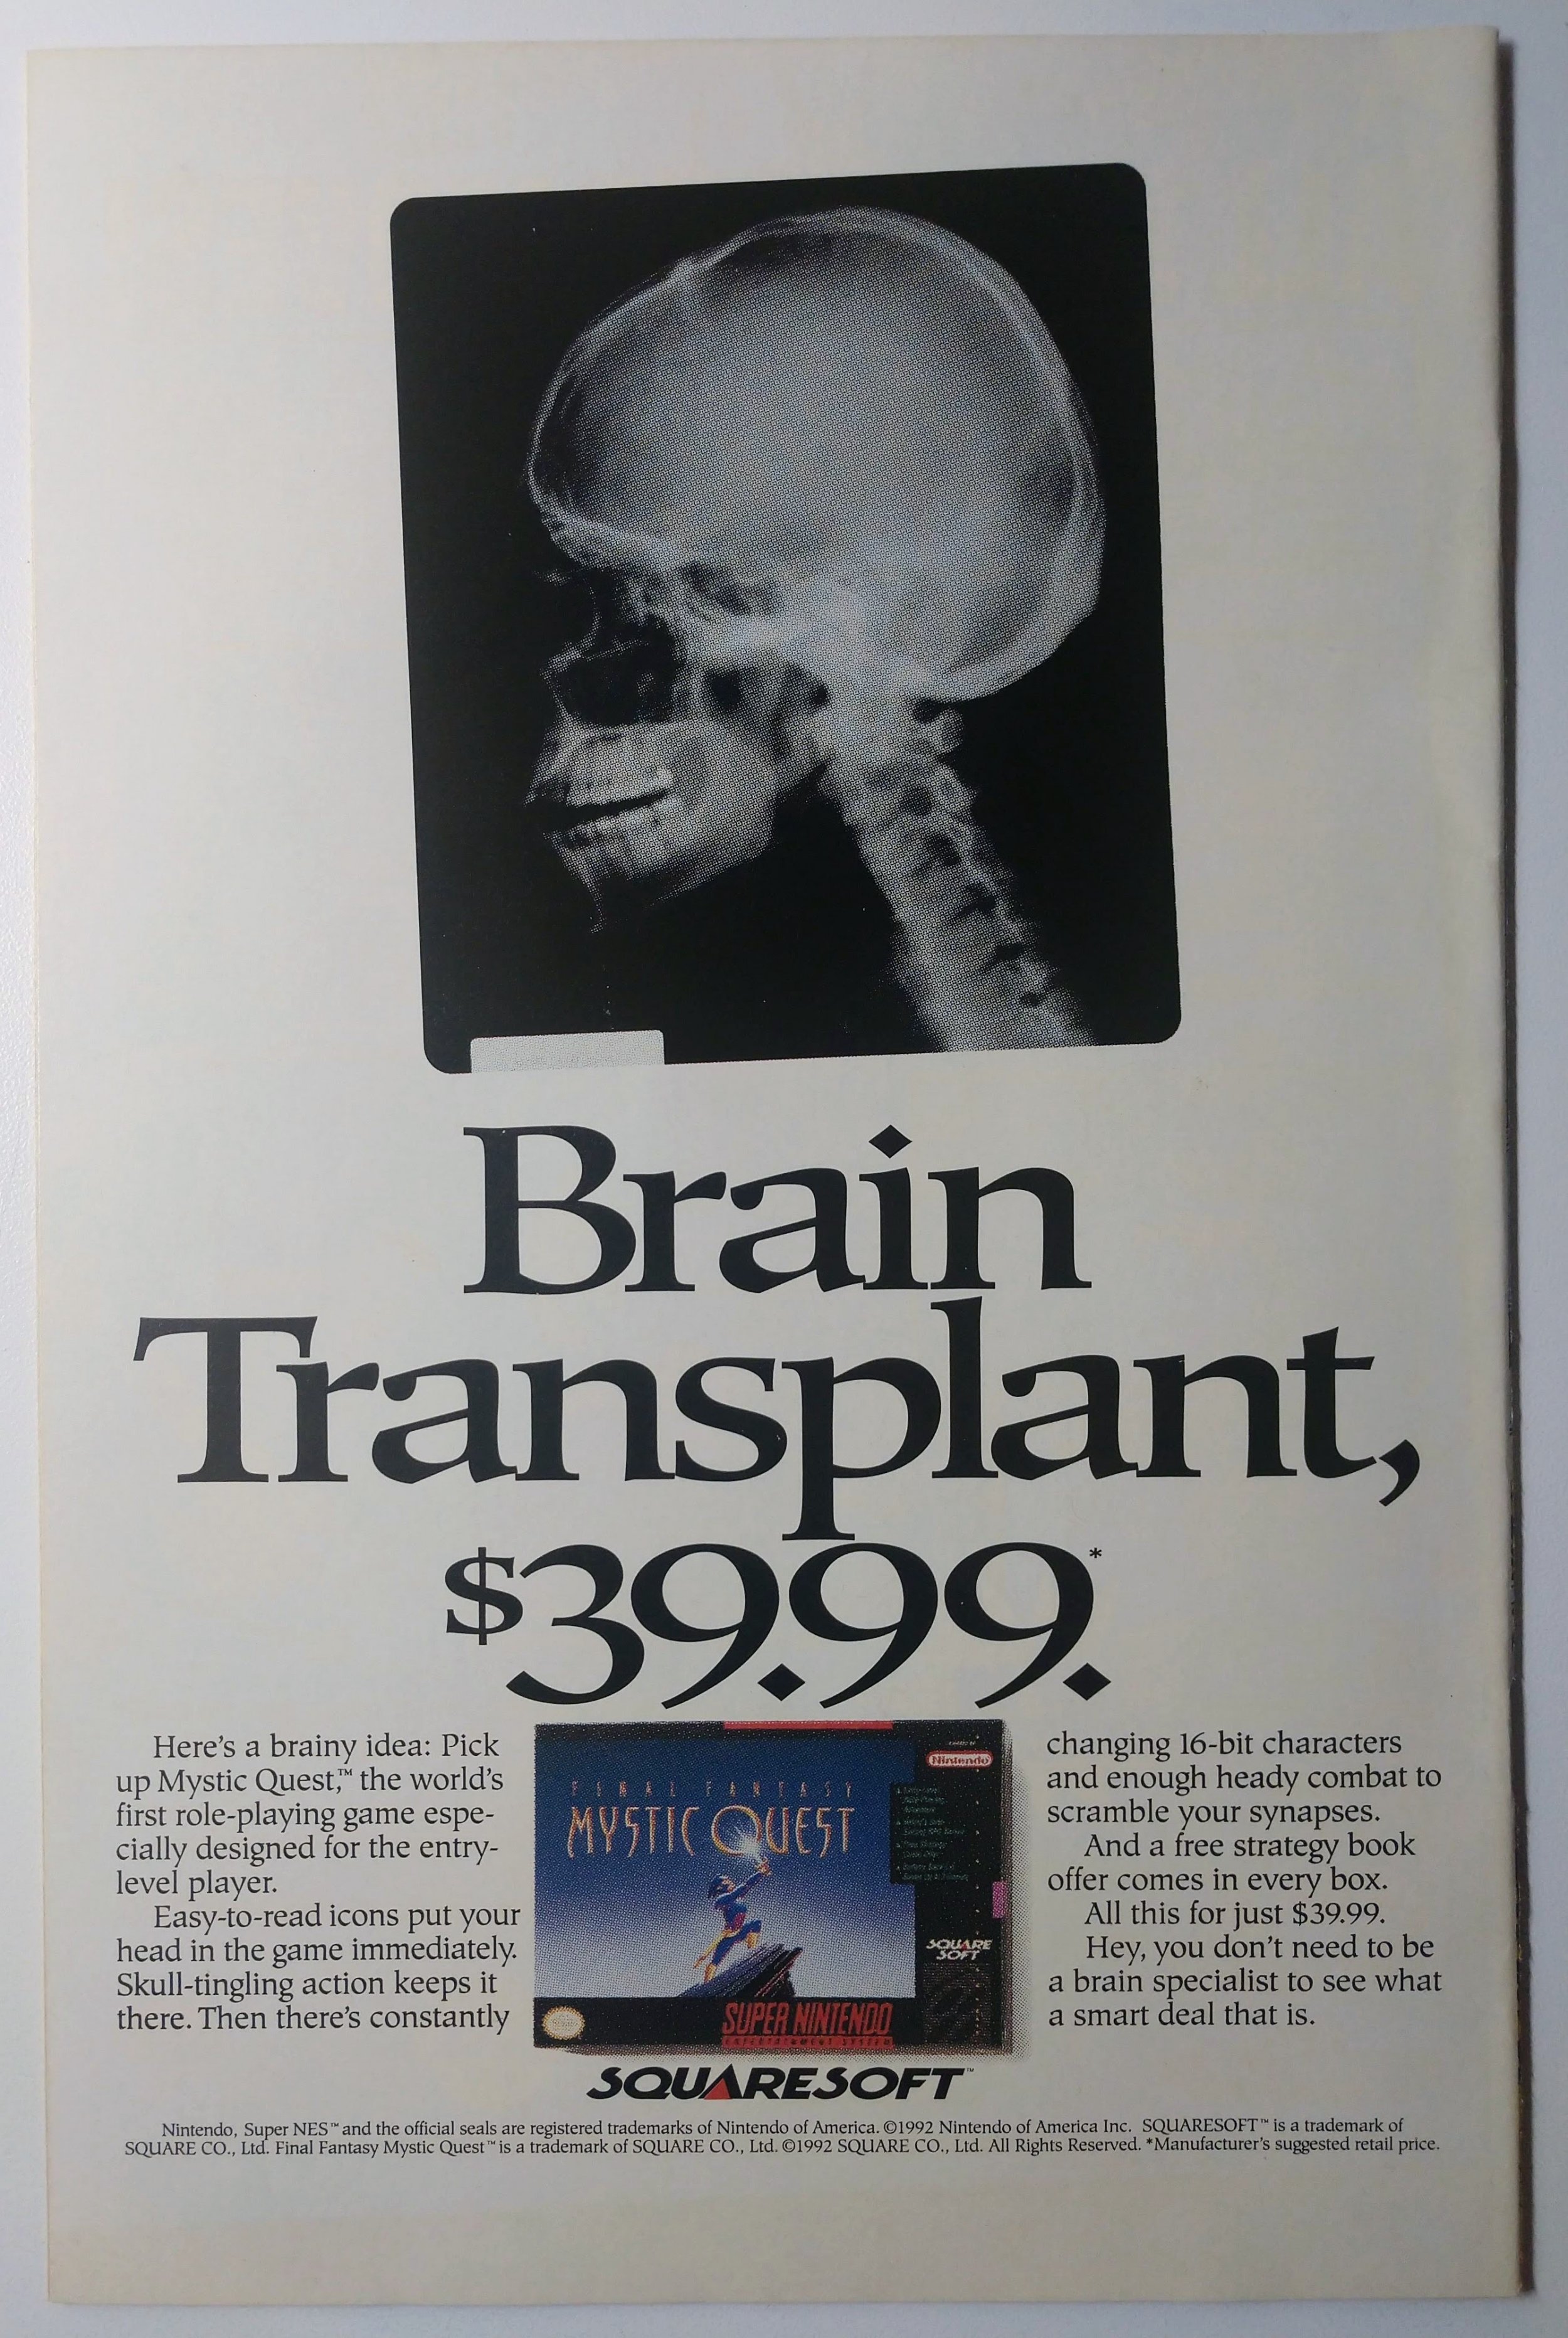 Brain
Transplant,
$39.99.*
Here's a brainy idea: Pick
up Mystic Quest,™ the world's
first role-playing game espe-
cially designed for the entry-
level player.
Easy-to-read icons put your
head in the game immediately.
Skull-tingling action keeps it
there. Then there's constantly
changing 16-bit characters
and enough heady combat to
scramble your synapses.
And a free strategy book
offer comes in every box.
All this for just $39.99.
Hey, you don't need to be
a brain specialist to see what
a smart deal that is.
Nintendo
FINAL FANTASY
MYSTIC QUEST
SQUARE
SOFT
SUPER NINTENDO
ENTERTAINMENT SYSTEM
SQUARESOFT™
Nintendo, Super NES™ and the official seals are registered trademarks of Nintendo of America. ©1992 Nintendo of America Inc. SQUARESOFT™ is a trademark of
SQUARE CO., Ltd. Final Fantasy Mystic Quest™ is a trademark of SQUARE CO., Ltd. ©1992 SQUARE CO., Ltd. All Rights Reserved. *Manufacturer's suggested retail price.